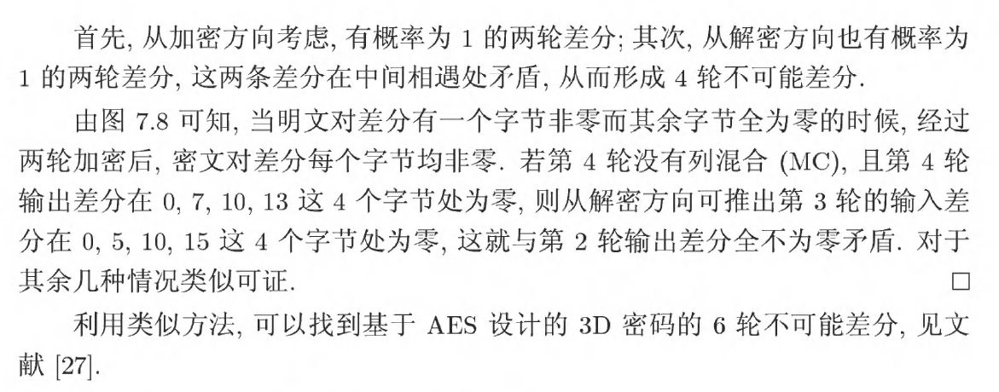 首先, 从加密方向考虑, 有概率为 1 的两轮差分; 其次, 从解密方向也有概率为
1 的两轮差分, 这两条差分在中间相遇处矛盾, 从而形成 4 轮不可能差分.
由图 7.8 可知, 当明文对差分有一个字节非零而其余字节全为零的时候, 经过
两轮加密后, 密文对差分每个字节均非零. 若第 4 轮没有列混合 (MC), 且第 4 轮
输出差分在 0, 7, 10, 13 这 4 个字节处为零, 则从解密方向可推出第 3 轮的输入差
分在 0, 5, 10, 15 这 4 个字节处为零, 这就与第 2 轮输出差分全不为零矛盾. 对于
其余几种情况类似可证. □
利用类似方法, 可以找到基于 AES 设计的 3D 密码的 6 轮不可能差分, 见文
献 [27].